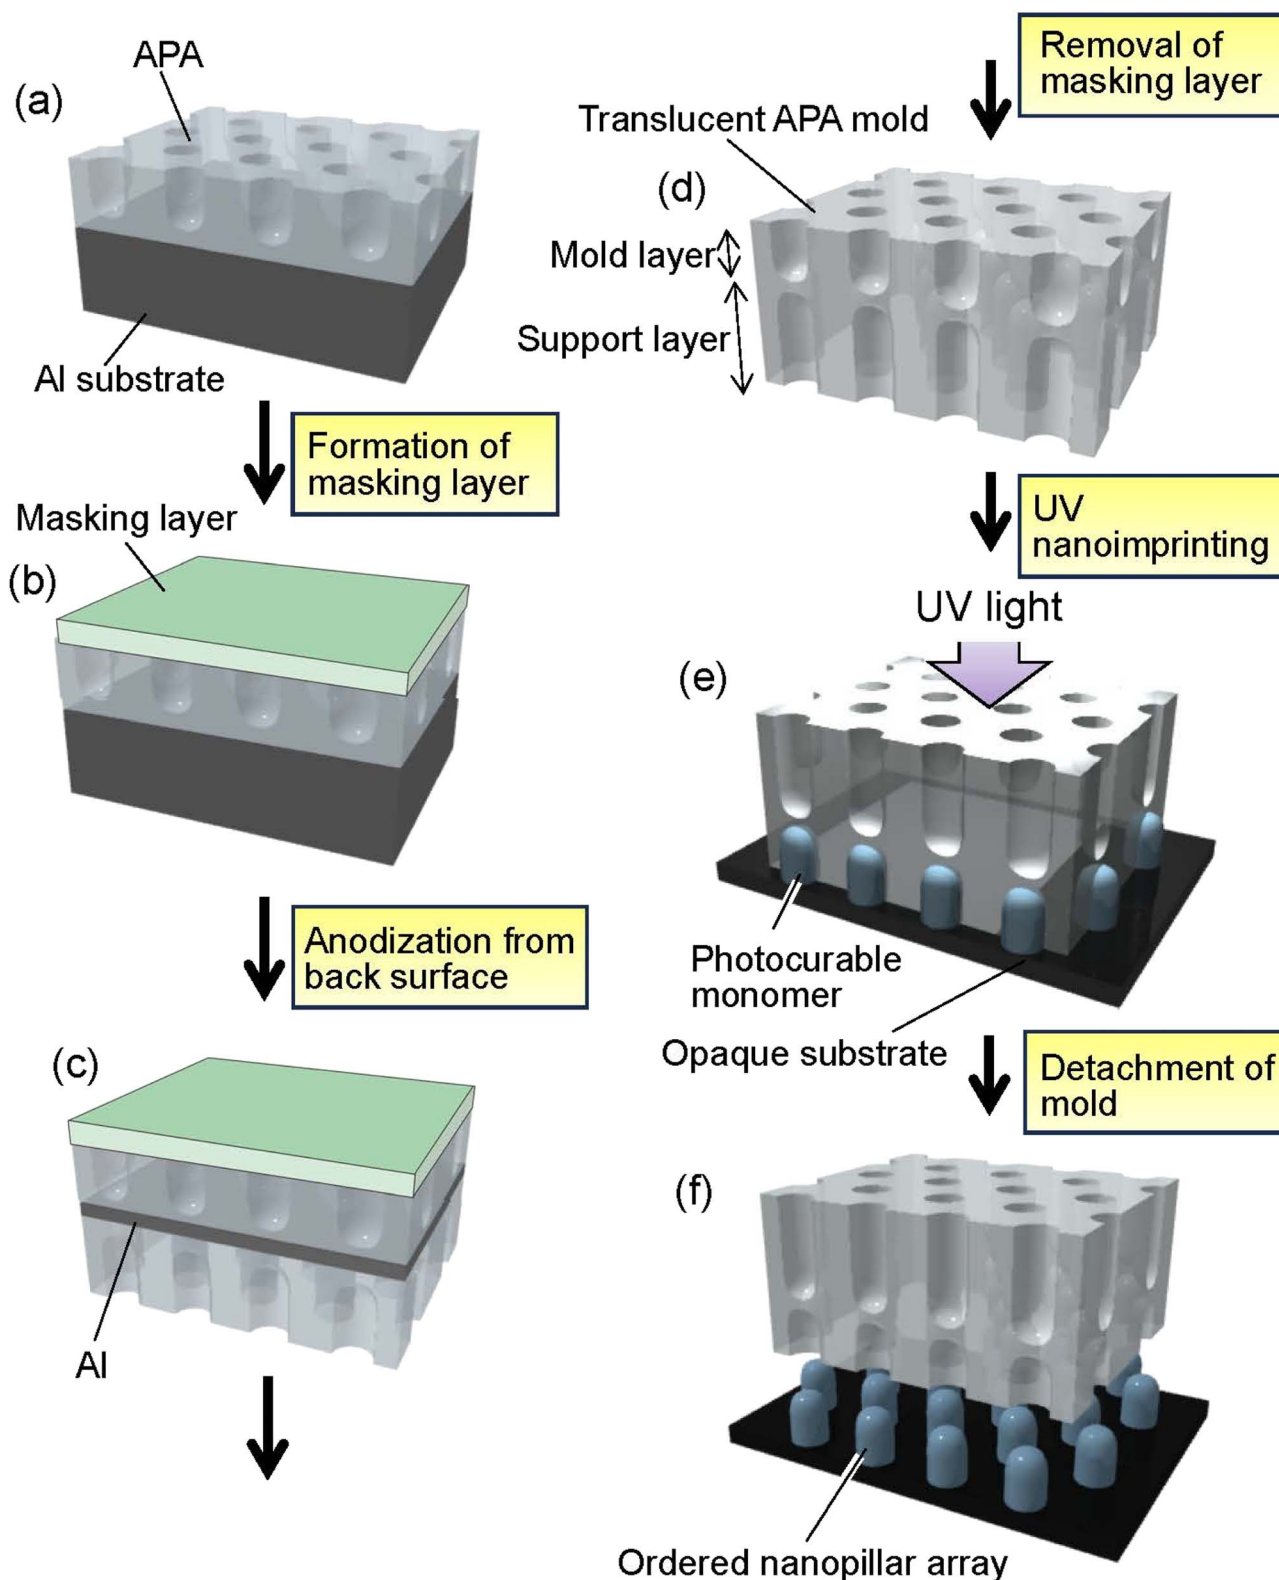 (a)
APA
Al substrate
Formation of
masking layer
Masking layer
(b)
Anodization from
back surface
(c)
Al
Removal of
masking layer
Translucent APA mold
(d)
Mold layer
Support layer
UV
nanoimprinting
UV light
(e)
Photocurable
monomer
Opaque substrate
Detachment of
mold
(f)
Ordered nanopillar array